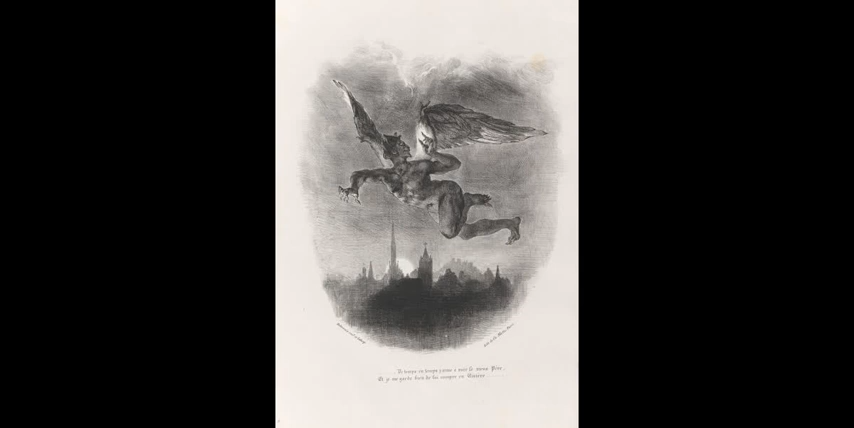 De temps en temps j'aime à voir le vieux Père,
Et je me garde bien de lui rompre en Visière